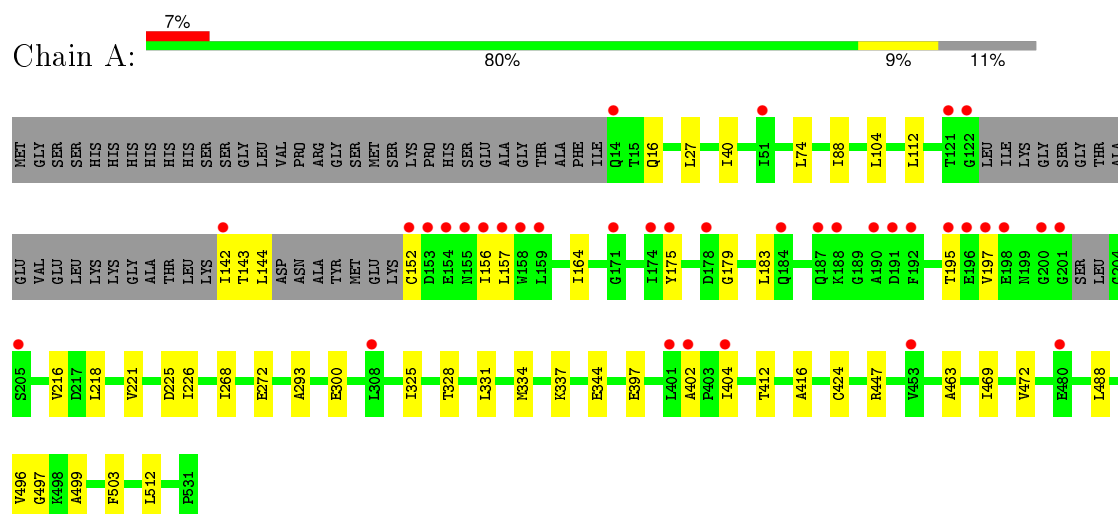 7%
Chain A:
80% 9% 11%
MET GLY SER SER HIS HIS HIS HIS HIS HIS SER SER GLY LEU VAL PRO ARG GLY SER MET SER LYS PRO HIS SER GLU ALA GLY THR ALA PHE ILE Q14 T15 Q16 L27 I40 I51 L74 I88 L104 L112 T121 G122 LEU ILE LYS GLY SER GLY THR ALA
GLU VAL GLU LEU LYS LYS GLY ALA THR LEU LYS I142 T143 L144 ASP ASN ALA TYR MET GLU LYS C152 D153 E154 N155 I156 L157 W158 L159 I164 G171 I174 Y175 D178 G179 L183 Q184 Q187 K188 G189 A190 D191 F192 T195 E196 V197 E198 N199 G200 G201 SER LEU G204
S205 V216 D217 L218 V221 D225 I226 I268 E272 A293 E300 L308 I325 T328 L331 M334 K337 E344 E397 L401 A402 P403 I404 T412 A416 C424 R447 V453 A463 I469 V472 E480 L488
V496 G497 K498 A499 F503 L512 P531